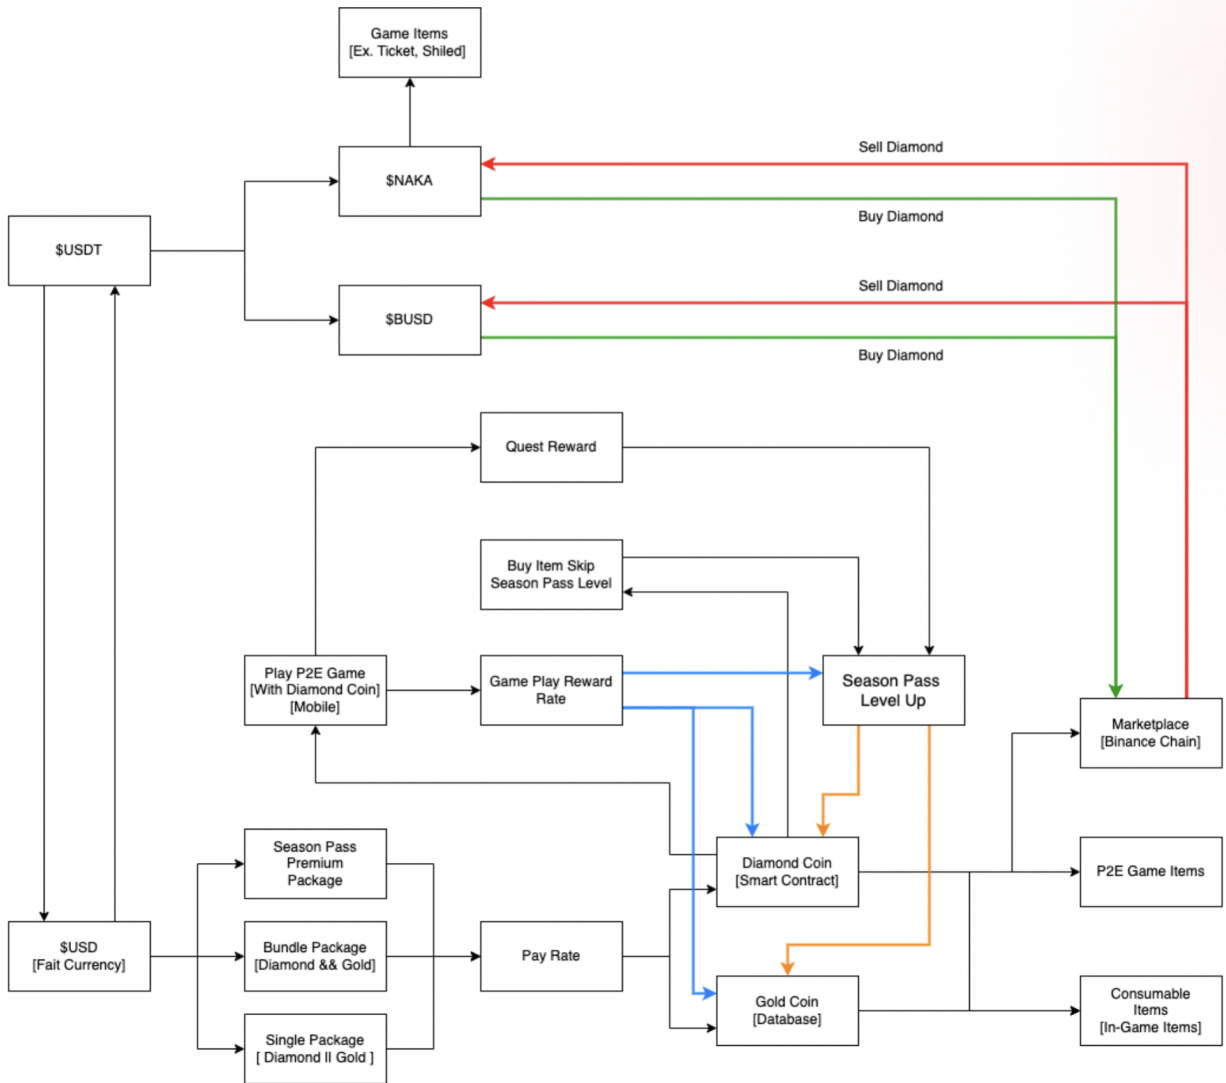 Game Items
[Ex. Ticket, Shiled]
Sell Diamond
$NAKA
Buy Diamond
$USDT
Sell Diamond
$BUSD
Buy Diamond
Quest Reward
Buy Item Skip
Season Pass Level
Play P2E Game
[With Diamond Coin]
[Mobile]
Game Play Reward
Rate
Season Pass
Level Up
Marketplace
[Binance Chain]
Season Pass
Premium
Package
Diamond Coin
[Smart Contract]
P2E Game Items
$USD
[Fait Currency]
Bundle Package
[Diamond && Gold]
Pay Rate
Gold Coin
[Database]
Consumable
Items
[In-Game Items]
Single Package
[ Diamond II Gold ]